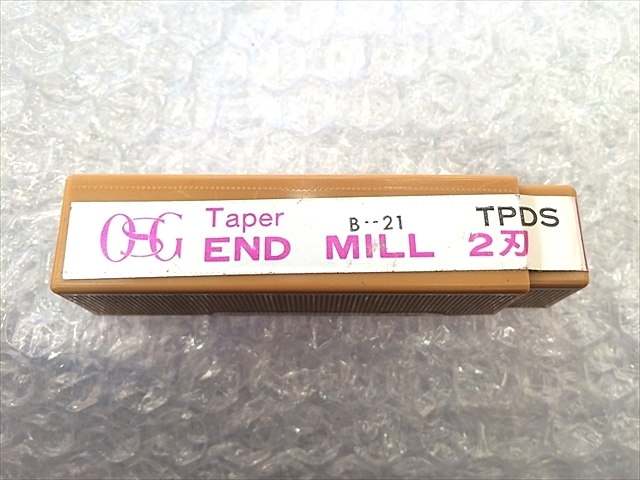 OSG Taper B--21 TPDS
END MILL 2刃